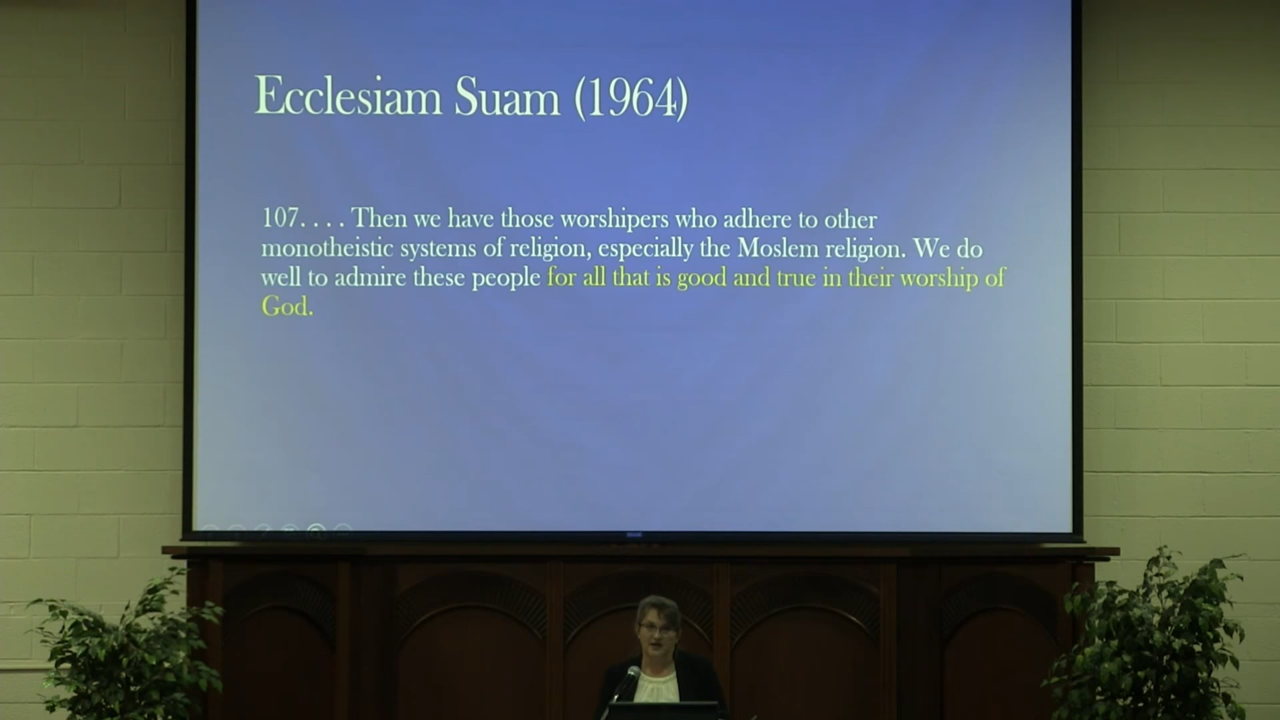 Ecclesiam Suam (1964)
107. . . . Then we have those worshipers who adhere to other
monotheistic systems of religion, especially the Moslem religion. We do
well to admire these people for all that is good and true in their worship of
God.